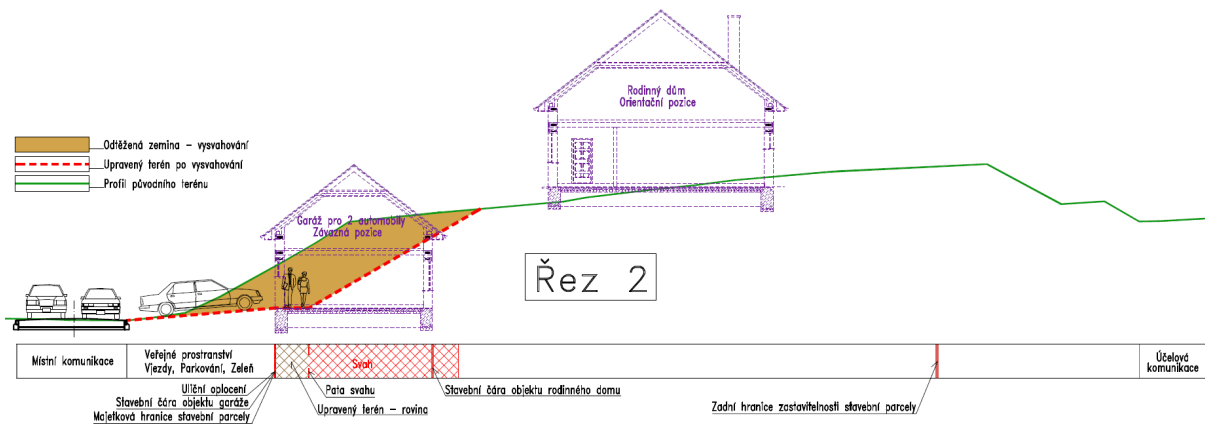 Rodinný dům
Orientační pozice
Odtěžená zemina – vysvahování
Upravený terén po vysvahování
Profil původního terénu
Garáž pro 2 automobily
Závazná pozice
Řez 2
Místní komunikace
Veřejné prostranství
Vjezdy, Parkování, Zeleň
Svah
Účelová
komunikace
Uliční oplocení
Stavební čára objektu garáže
Majetková hranice stavební parcely
Pata svahu
Upravený terén – rovina
Stavební čára objektu rodinného domu
Zadní hranice zastavitelnosti stavební parcely